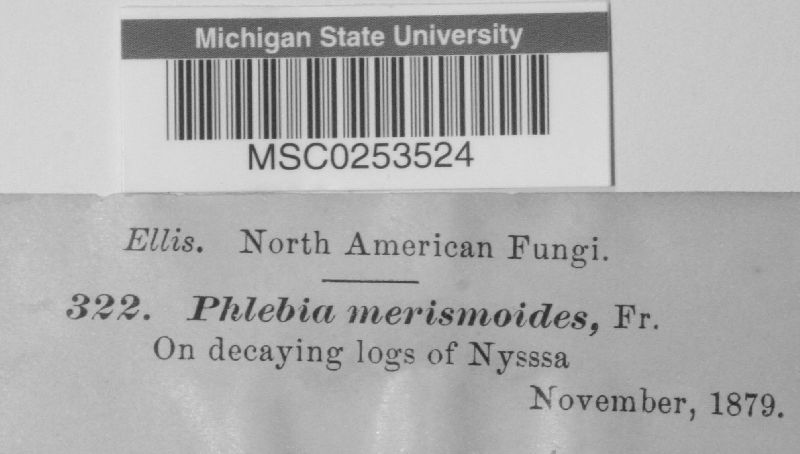 Michigan State University
MSC0253524
Ellis. North American Fungi.
322. Phlebia merismoides, Fr.
On decaying logs of Nysssa
November, 1879.